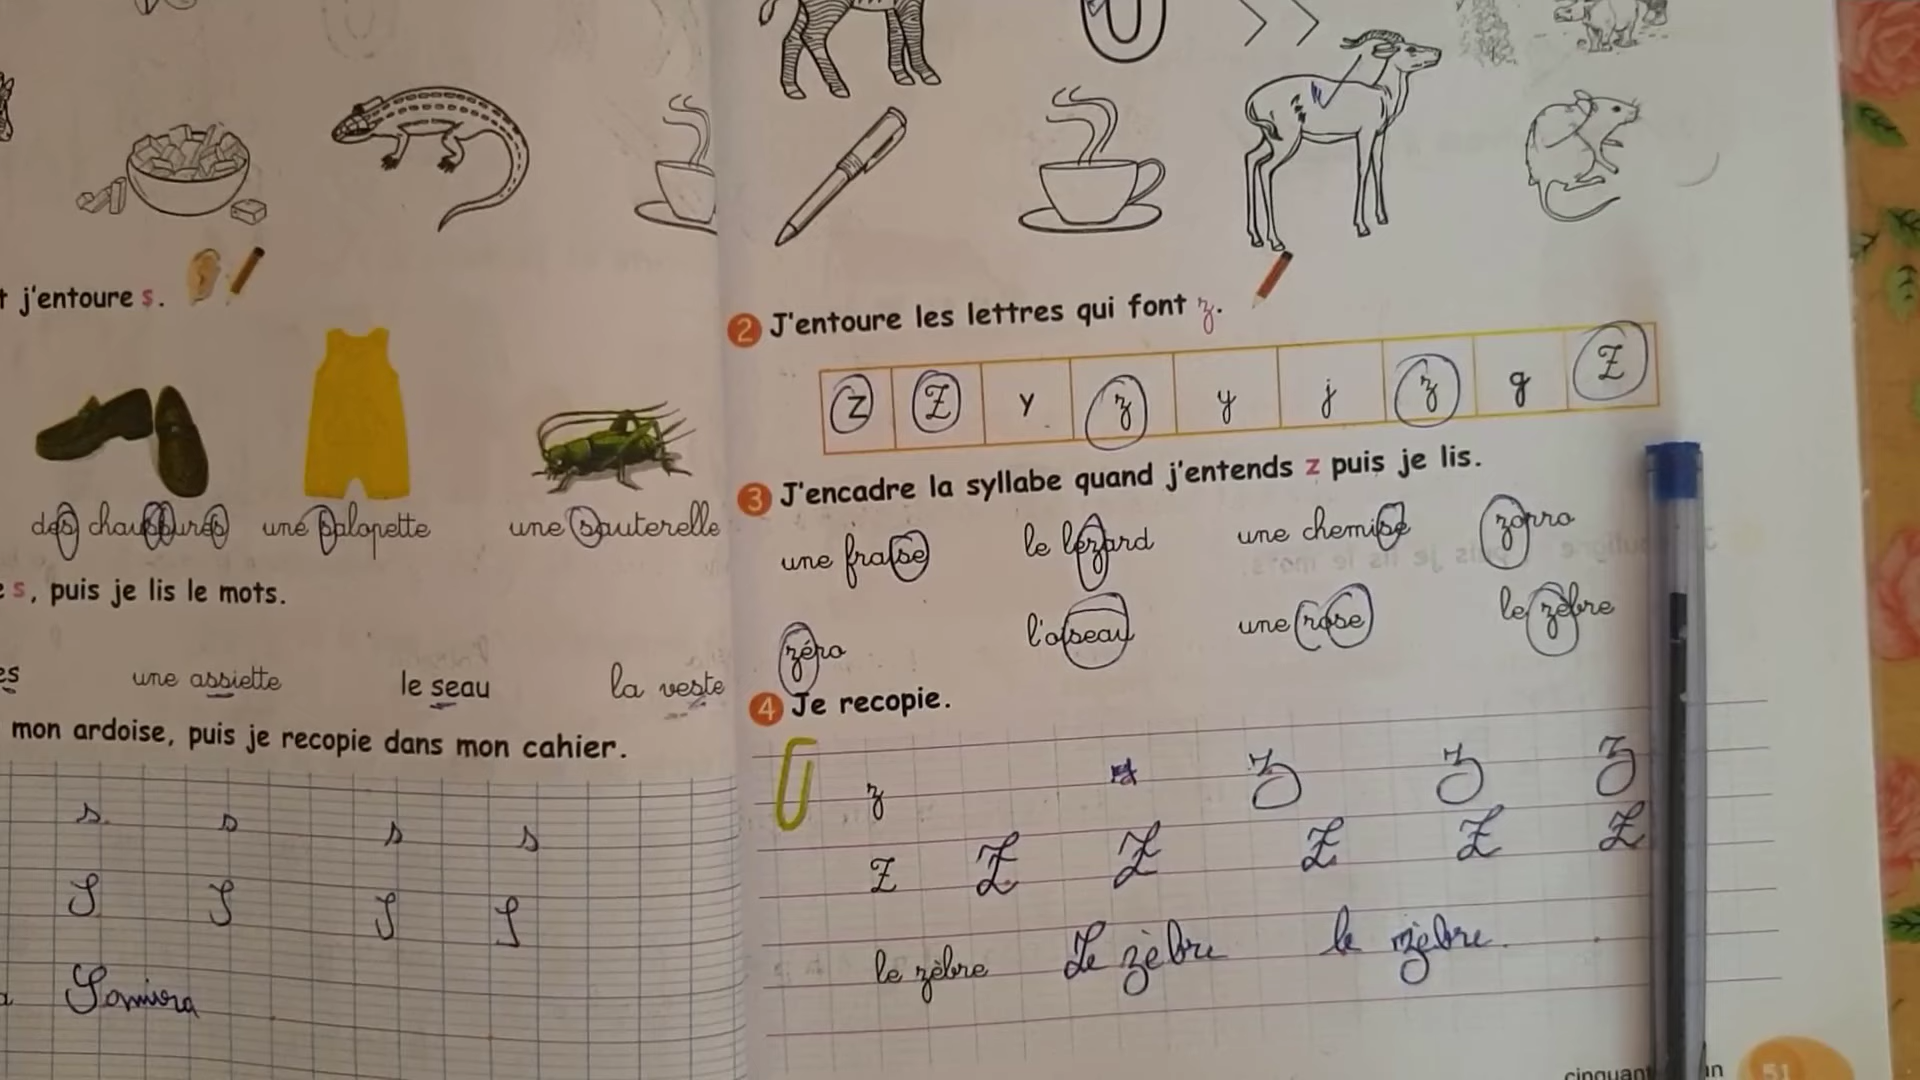 t j'entoure s.
des chaussures une salopette une sauterelle
e s, puis je lis le mots.
es une assiette le seau la veste
mon ardoise, puis je recopie dans mon cahier.
s s s s
S S S S
Samira
2 J'entoure les lettres qui font z.
z Z y z y j z g Z
3 J'encadre la syllabe quand j'entends z puis je lis.
une fraise le lézard une chemise zorro
zéro l'oiseau une rose le zèbre
4 Je recopie.
z z z z
Z Z Z Z Z Z
le zèbre Le zèbre le zèbre.
51